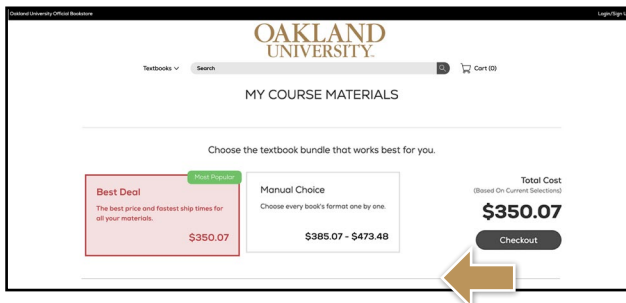 Oakland University Official Bookstore
Login/Sign U
OAKLAND
UNIVERSITY
Textbooks
Search
Cart (0)
MY COURSE MATERIALS
Choose the textbook bundle that works best for you.
Most Popular
Best Deal
The best price and fastest ship times for
all your materials.
$350.07
Manual Choice
Choose every book's format one by one.
$385.07 - $473.48
Total Cost
(Based On Current Selections)
$350.07
Checkout